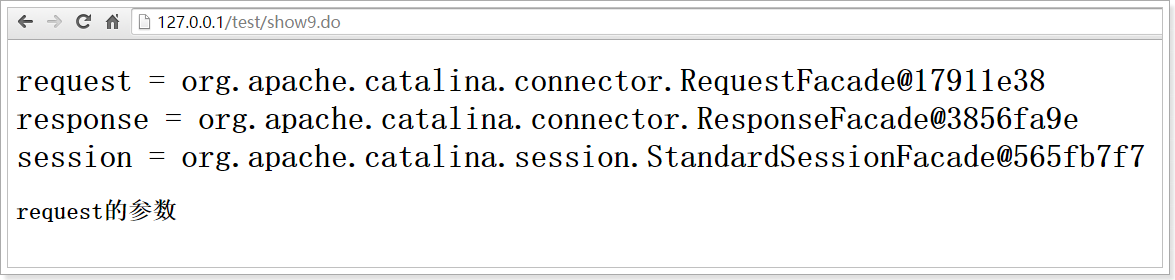 127.0.0.1/test/show9.do
request = org.apache.catalina.connector.RequestFacade@17911e38
response = org.apache.catalina.connector.ResponseFacade@3856fa9e
session = org.apache.catalina.session.StandardSessionFacade@565fb7f7
request的参数